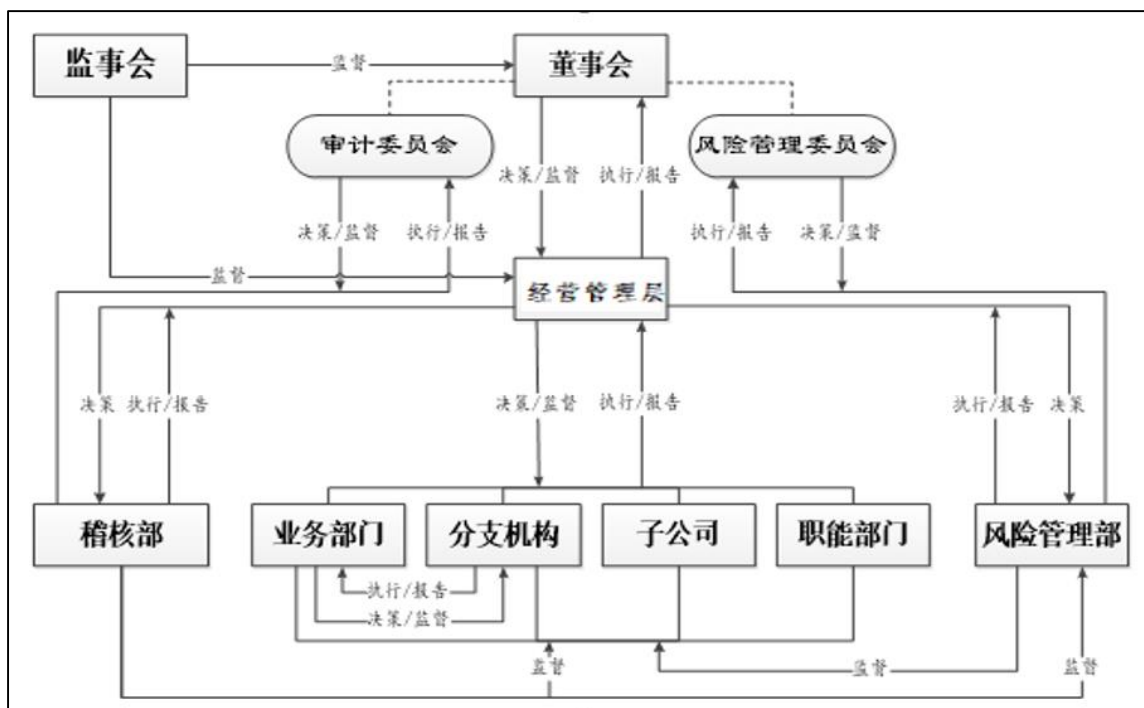 监事会
监督
董事会
审计委员会
风险管理委员会
决策/监督
执行/报告
决策/监督
执行/报告
执行/报告
决策/监督
监督
经营管理层
决策
执行/报告
决策/监督
执行/报告
执行/报告
决策
稽核部
业务部门
分支机构
子公司
职能部门
风险管理部
执行/报告
决策/监督
监督
监督
监督